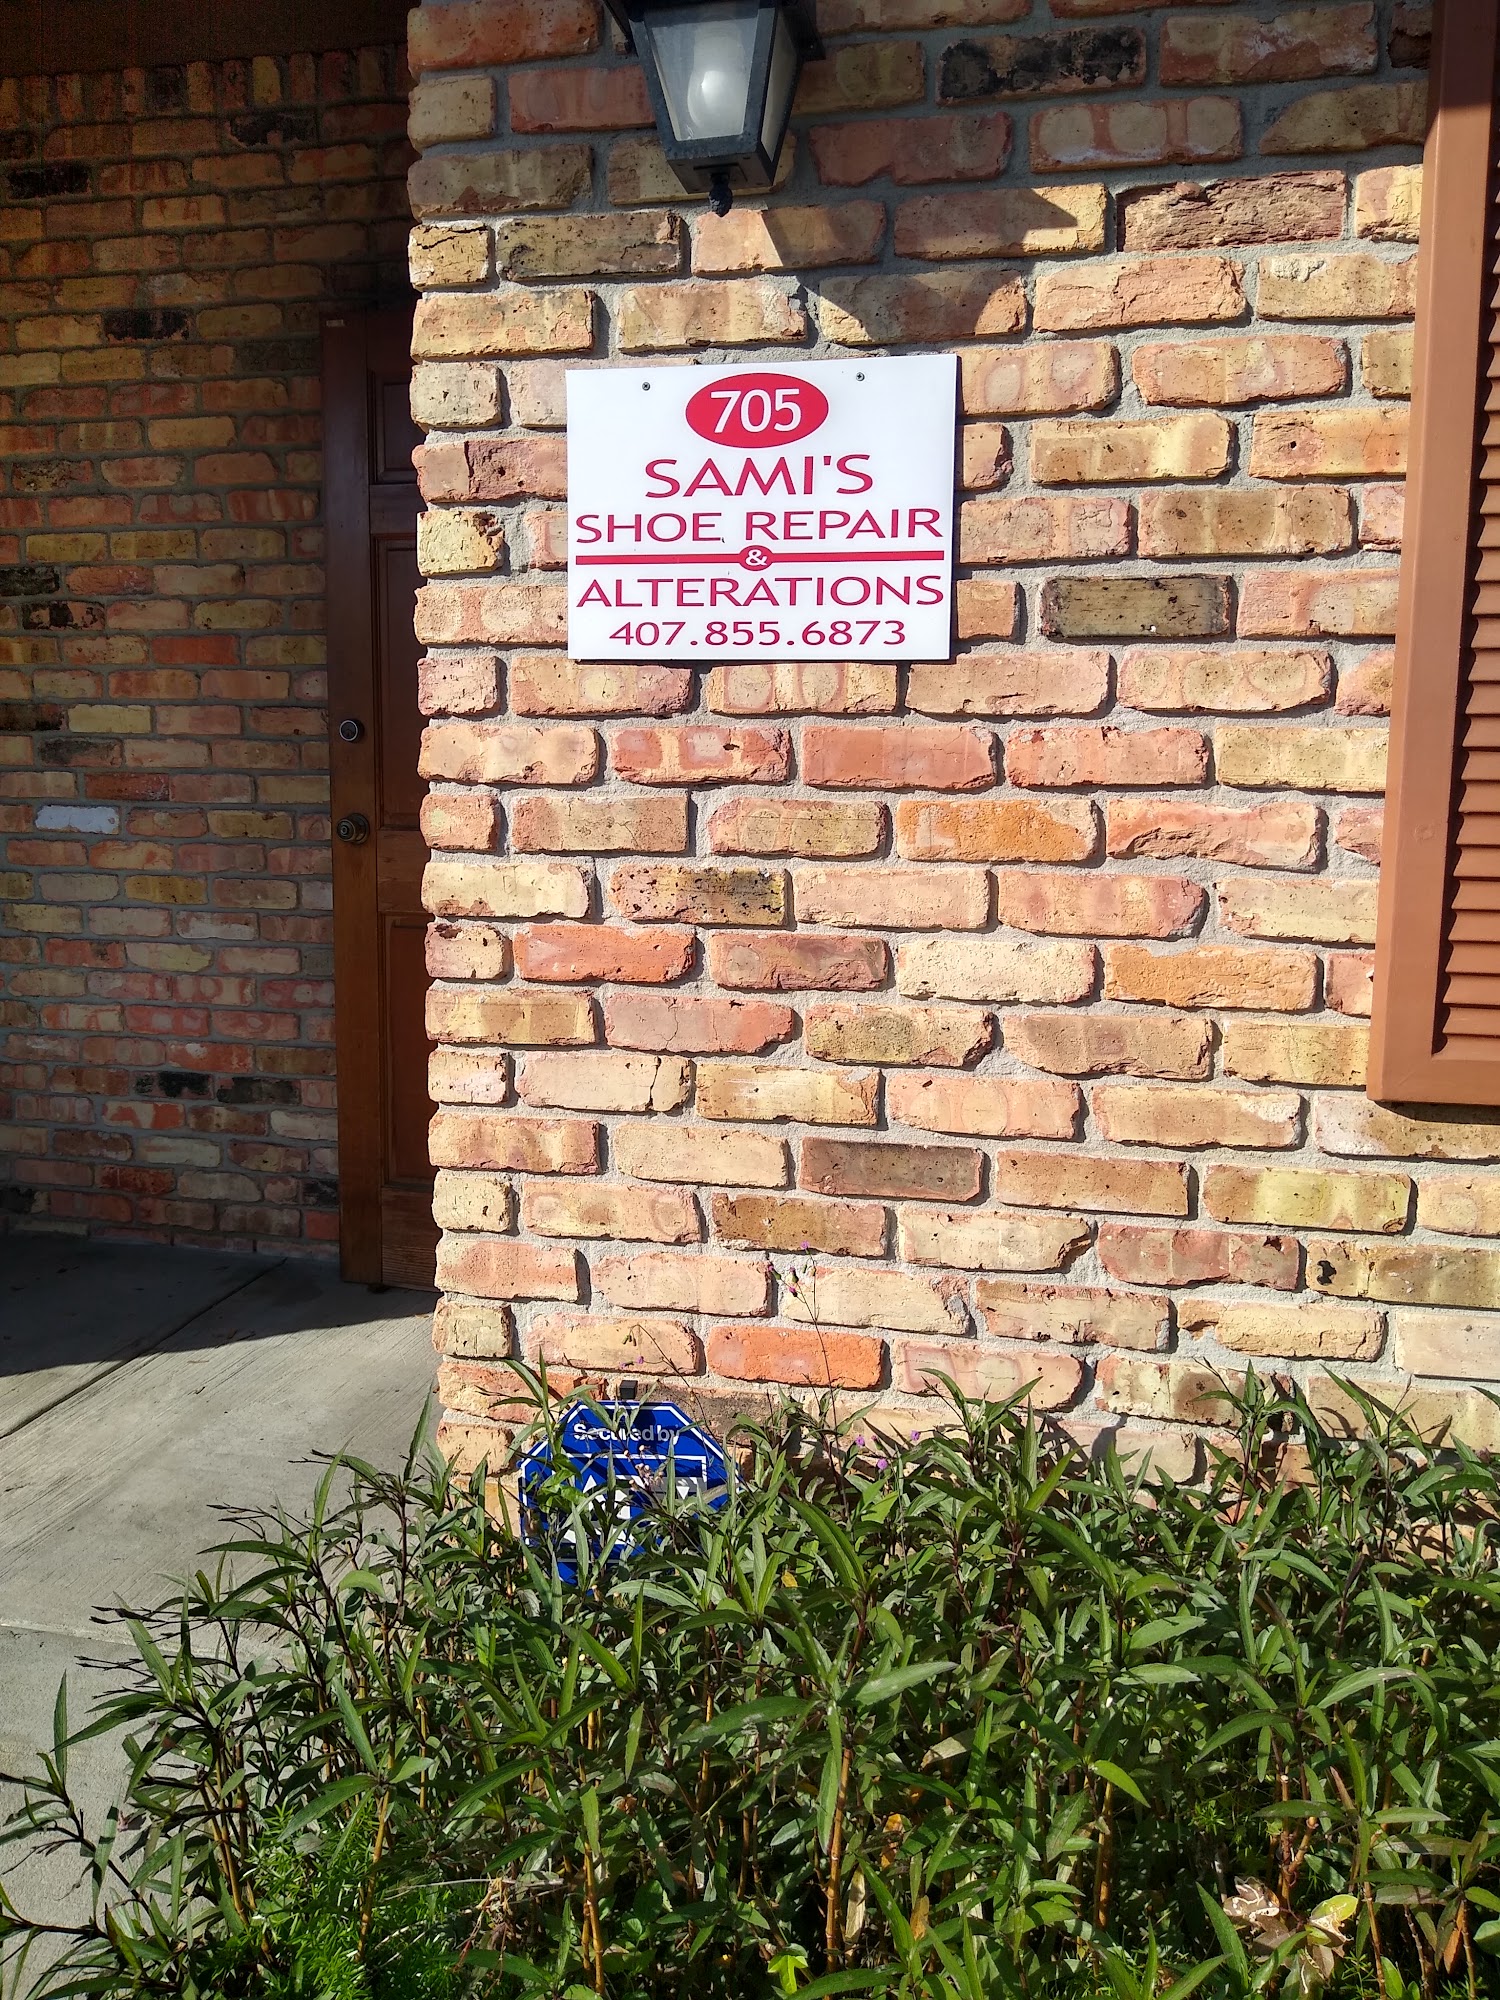 705
SAMI'S
SHOE REPAIR
&
ALTERATIONS
407.855.6873
Secured by